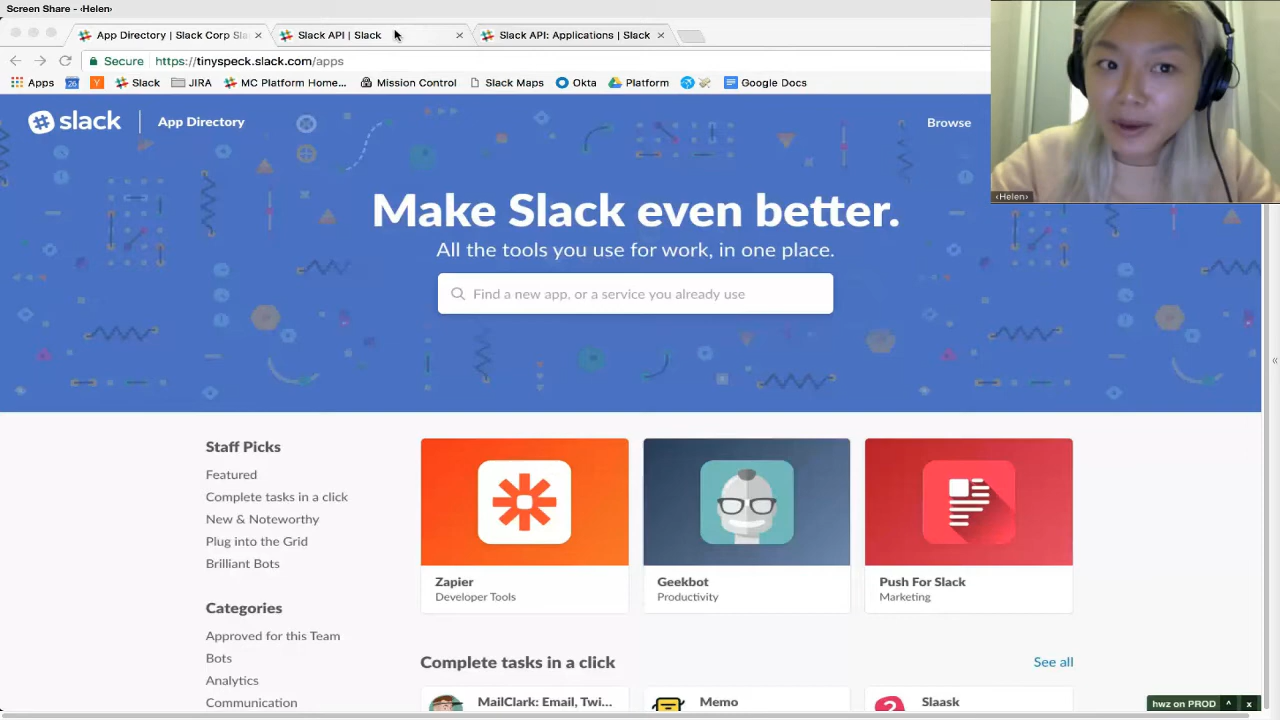 Screen Share - ‹Helen›
App Directory | Slack Corp Sla
Slack API | Slack
Slack API: Applications | Slack
Secure
https://tinyspeck.slack.com/apps
Apps
26
Y
Slack
JIRA
MC Platform Home...
Mission Control
Slack Maps
Okta
Platform
Google Docs
slack
App Directory
Browse
‹Helen›
Make Slack even better.
All the tools you use for work, in one place.
Find a new app, or a service you already use
Staff Picks
Featured
Complete tasks in a click
New & Noteworthy
Plug into the Grid
Brilliant Bots
Categories
Approved for this Team
Bots
Analytics
Communication
Zapier
Developer Tools
Geekbot
Productivity
Push For Slack
Marketing
Complete tasks in a click
See all
MailClark: Email, Twi...
Memo
?
Slaask
hwz on PROD ^ x